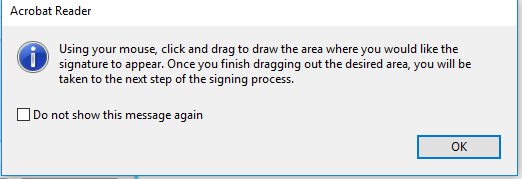 Acrobat Reader
Using your mouse, click and drag to draw the area where you would like the
signature to appear. Once you finish dragging out the desired area, you will be
taken to the next step of the signing process.
Do not show this message again
OK